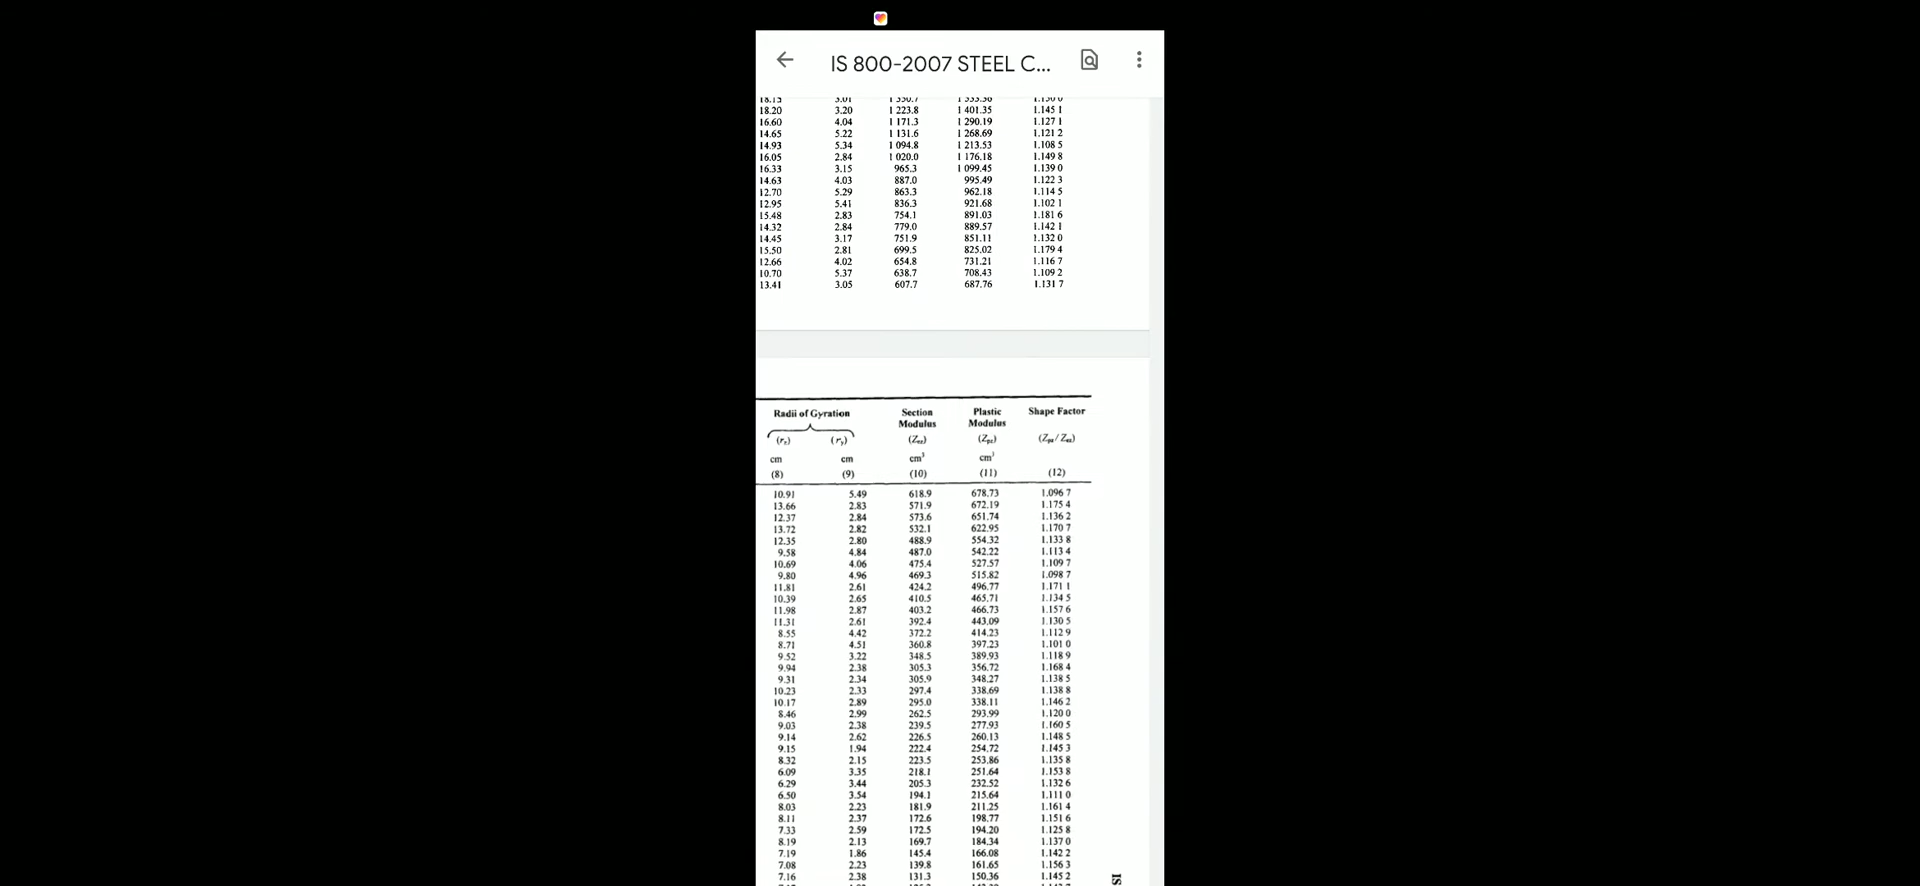 IS 800-2007 STEEL C...
18.15 3.01 1 350.7
18.20 3.20 1 223.8 1 401.35 1.145 1
16.60 4.04 1 171.3 1 290.19 1.127 1
14.65 5.22 1 131.6 1 268.69 1.121 2
14.93 5.34 1 094.8 1 213.53 1.108 5
16.05 2.84 1 020.0 1 176.18 1.149 8
16.33 3.15 965.3 1 099.45 1.139 0
14.63 4.03 887.0 995.49 1.122 3
12.70 5.29 863.3 962.18 1.114 5
12.95 5.41 836.3 921.68 1.102 1
15.48 2.83 754.1 891.03 1.181 6
14.32 2.84 779.0 889.57 1.142 1
14.45 3.17 751.9 851.11 1.132 0
15.50 2.81 699.5 825.02 1.179 4
12.66 4.02 654.8 731.21 1.116 7
10.70 5.37 638.7 708.43 1.109 2
13.41 3.05 607.7 687.76 1.131 7
Radii of Gyration Section Modulus Plastic Modulus Shape Factor
(rz) (ry) (Zez) (Zpz) (Zpz/ Zez)
cm cm cm³ cm³
(8) (9) (10) (11) (12)
10.91 5.49 618.9 678.73 1.096 7
13.66 2.83 571.9 672.19 1.175 4
12.37 2.84 573.6 651.74 1.136 2
13.72 2.82 532.1 622.95 1.170 7
12.35 2.80 488.9 554.32 1.133 8
9.58 4.84 487.0 542.22 1.113 4
10.69 4.06 475.4 527.57 1.109 7
9.80 4.96 469.3 515.82 1.098 7
11.81 2.61 424.2 496.77 1.171 1
10.39 2.65 410.5 465.71 1.134 5
11.98 2.87 403.2 466.73 1.157 6
11.31 2.61 392.4 443.09 1.130 5
8.55 4.42 372.2 414.23 1.112 9
8.71 4.51 360.8 397.23 1.101 0
9.52 3.22 348.5 389.93 1.118 9
9.94 2.38 305.3 356.72 1.168 4
9.31 2.34 305.9 348.27 1.138 5
10.23 2.33 297.4 338.69 1.138 8
10.17 2.89 295.0 338.11 1.146 2
8.46 2.99 262.5 293.99 1.120 0
9.03 2.38 239.5 277.93 1.160 5
9.14 2.62 226.5 260.13 1.148 5
9.15 1.94 222.4 254.72 1.145 3
8.32 2.15 223.5 253.86 1.135 8
6.09 3.35 218.1 251.64 1.153 8
6.29 3.44 205.3 232.52 1.132 6
6.50 3.54 194.1 215.64 1.111 0
8.03 2.23 181.9 211.25 1.161 4
8.11 2.37 172.6 198.77 1.151 6
7.33 2.59 172.5 194.20 1.125 8
8.19 2.13 169.7 184.34 1.137 0
7.19 1.86 145.4 166.08 1.142 2
7.08 2.23 139.8 161.65 1.156 3
7.16 2.38 131.3 150.36 1.145 2
IS